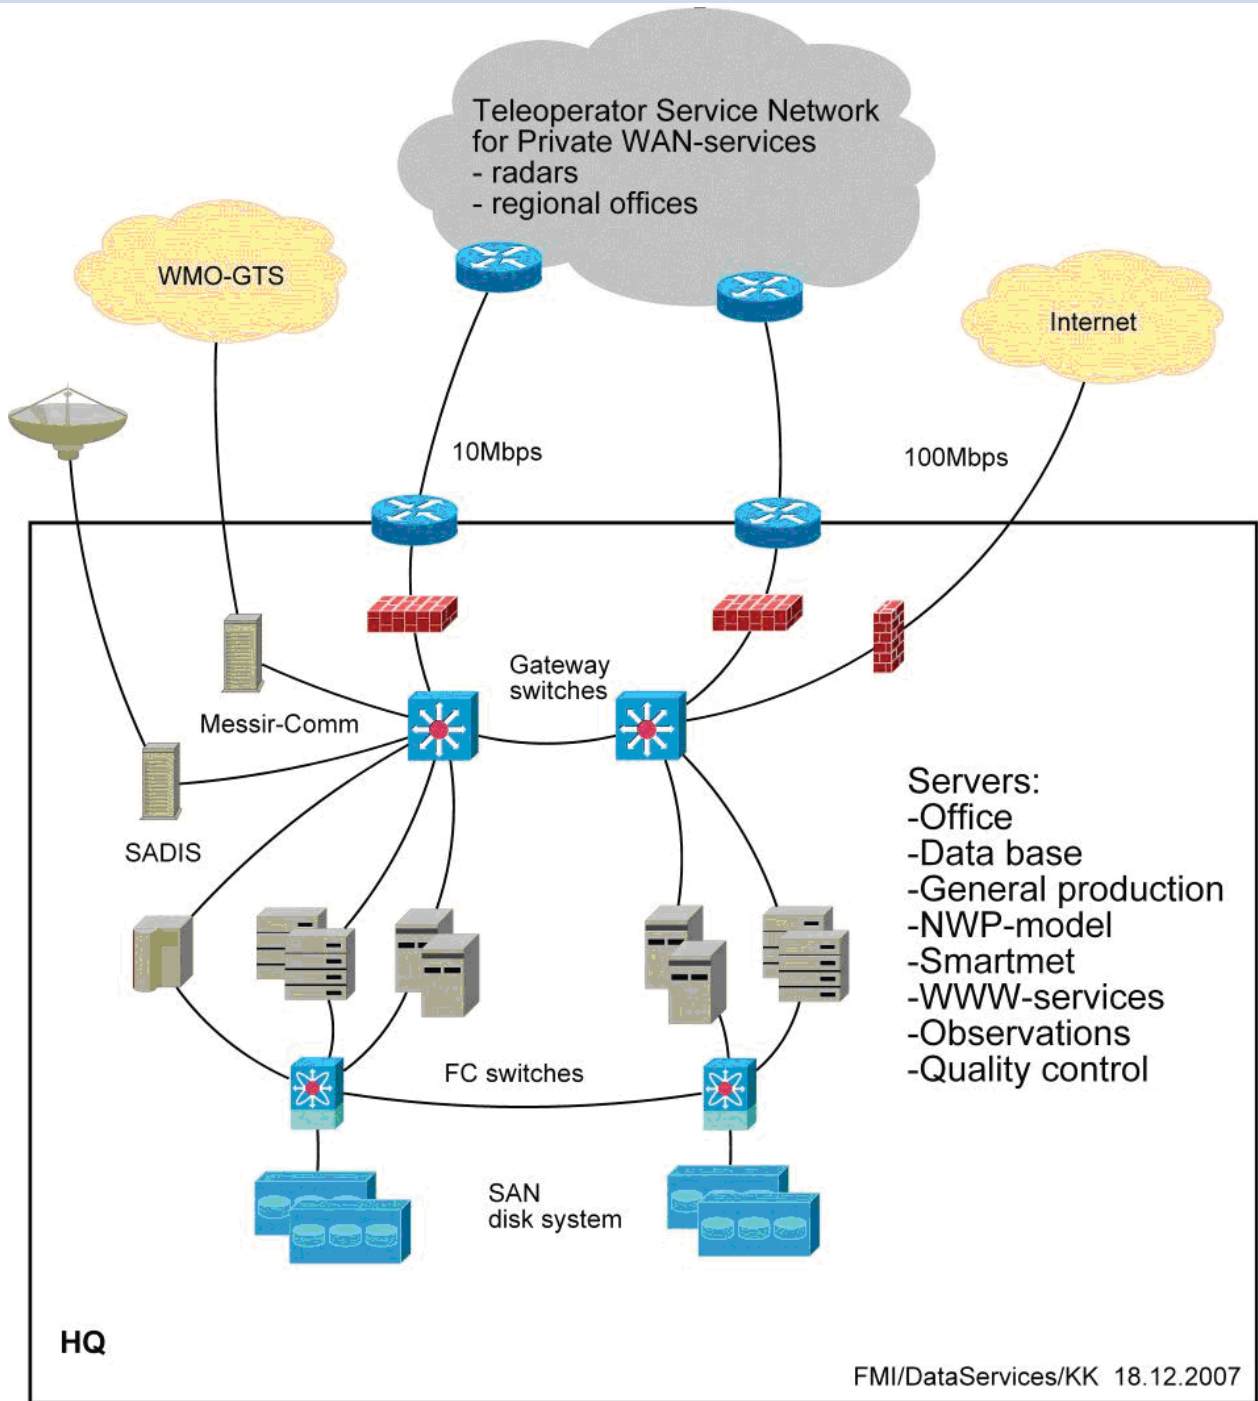 Teleoperator Service Network
for Private WAN-services
- radars
- regional offices
WMO-GTS
Internet
10Mbps
100Mbps
Gateway
switches
Messir-Comm
SADIS
Servers:
-Office
-Data base
-General production
-NWP-model
-Smartmet
-WWW-services
-Observations
-Quality control
FC switches
SAN
disk system
HQ
FMI/DataServices/KK 18.12.2007